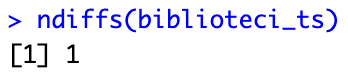 > ndiffs(biblioteci_ts)
[1] 1